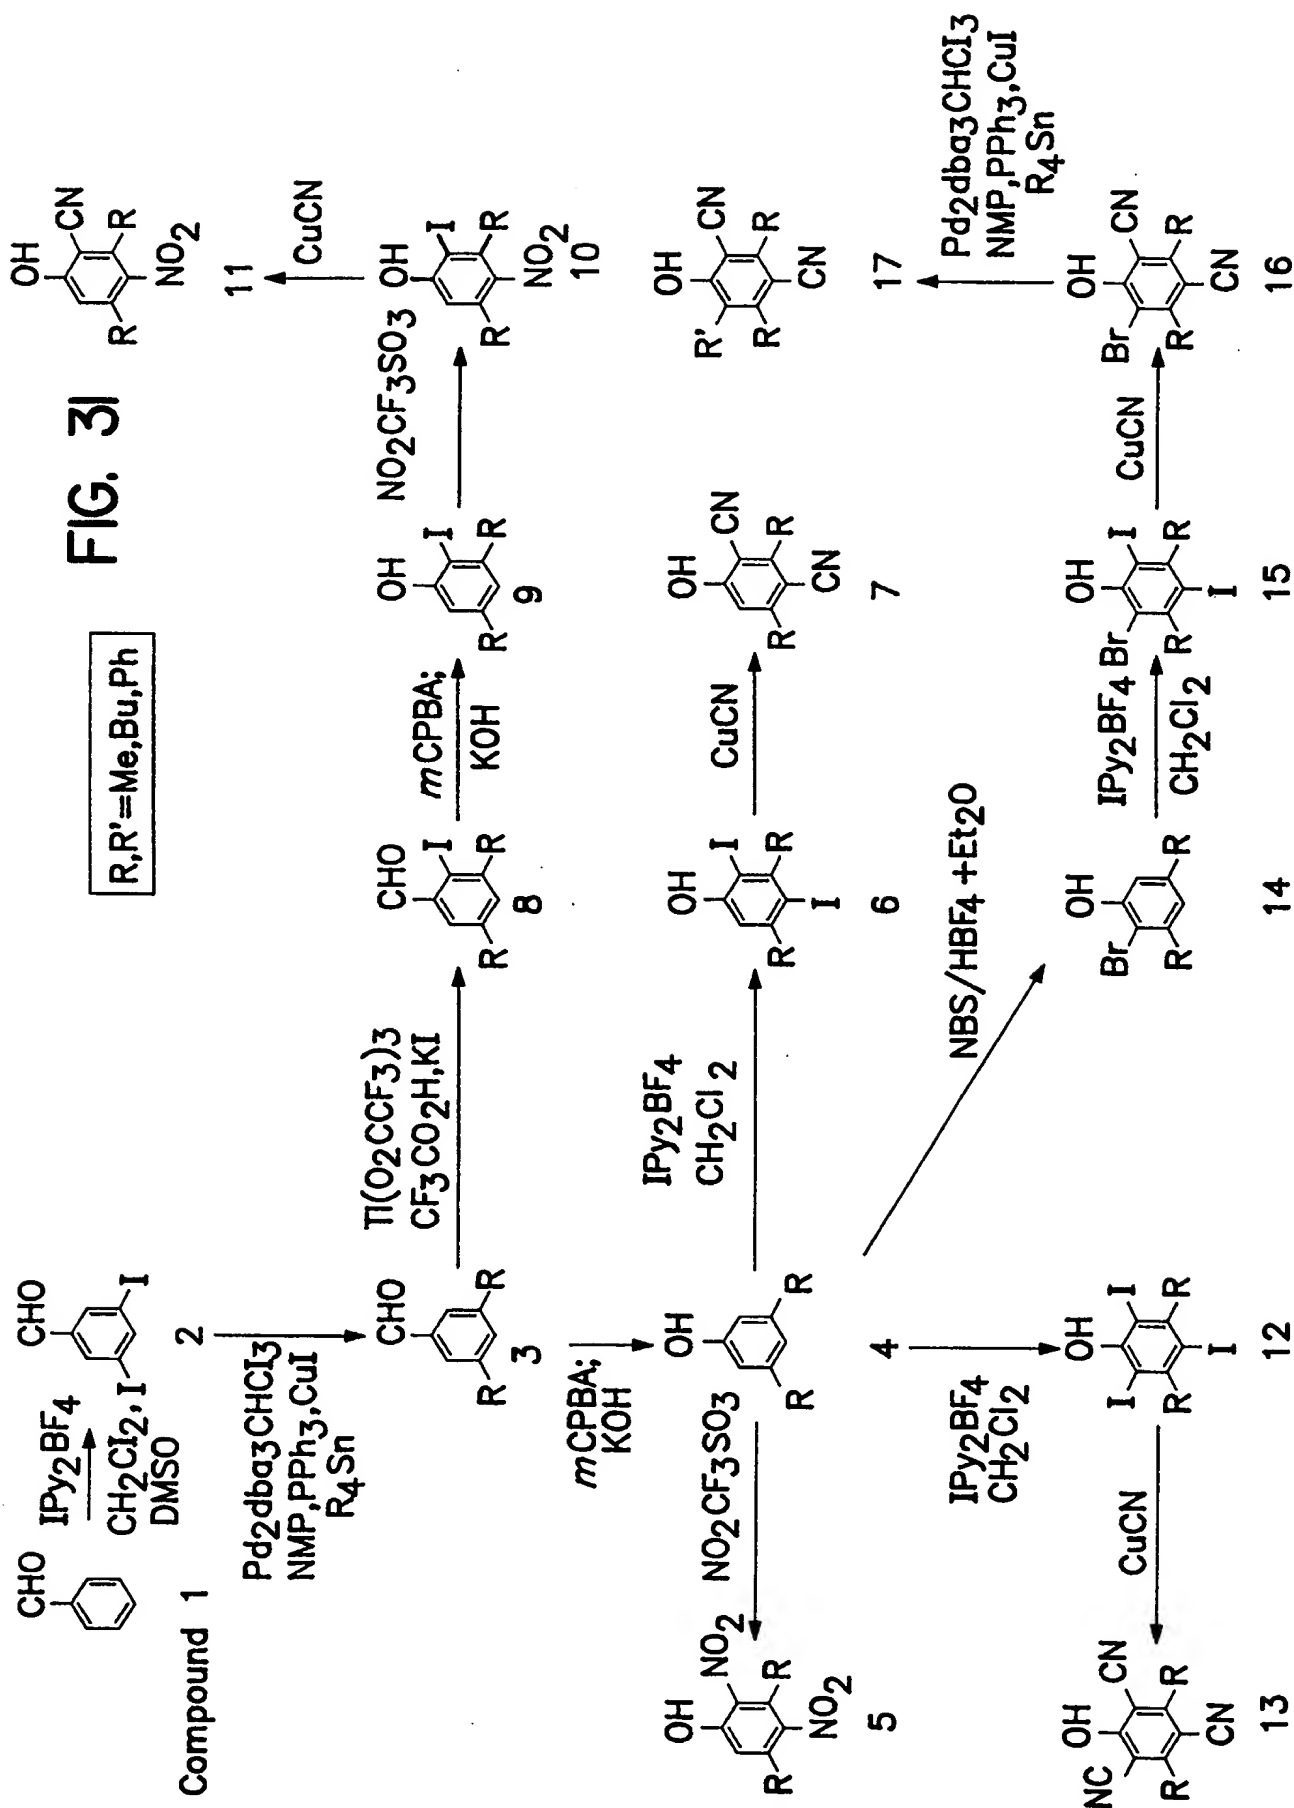 FIG. 3I
R,R'=Me,Bu,Ph
CHO
Compound 1
IPy2BF4
CH2Cl2,
DMSO
CHO
I
I
2
Pd2dba3CHCl3
NMP,PPh3,CuI
R4Sn
CHO
R
R
3
Tl(O2CCF3)3
CF3CO2H,KI
CHO
I
R
R
8
mCPBA;
KOH
OH
I
R
R
9
NO2CF3SO3
OH
I
R
R
NO2
10
CuCN
OH
CN
R
R
NO2
11
mCPBA;
KOH
OH
R
R
4
NO2CF3SO3
OH
NO2
R
R
NO2
5
IPy2BF4
CH2Cl2
OH
I
R
R
I
6
CuCN
OH
CN
R
R
CN
7
IPy2BF4
CH2Cl2
OH
I
I
R
R
I
12
CuCN
OH
NC
CN
R
R
CN
13
NBS/HBF4+Et2O
OH
Br
R
R
14
IPy2BF4
CH2Cl2
OH
Br
I
R
R
I
15
CuCN
OH
Br
CN
R
R
CN
16
Pd2dba3CHCl3
NMP,PPh3,CuI
R4Sn
OH
R'
CN
R
R
CN
17